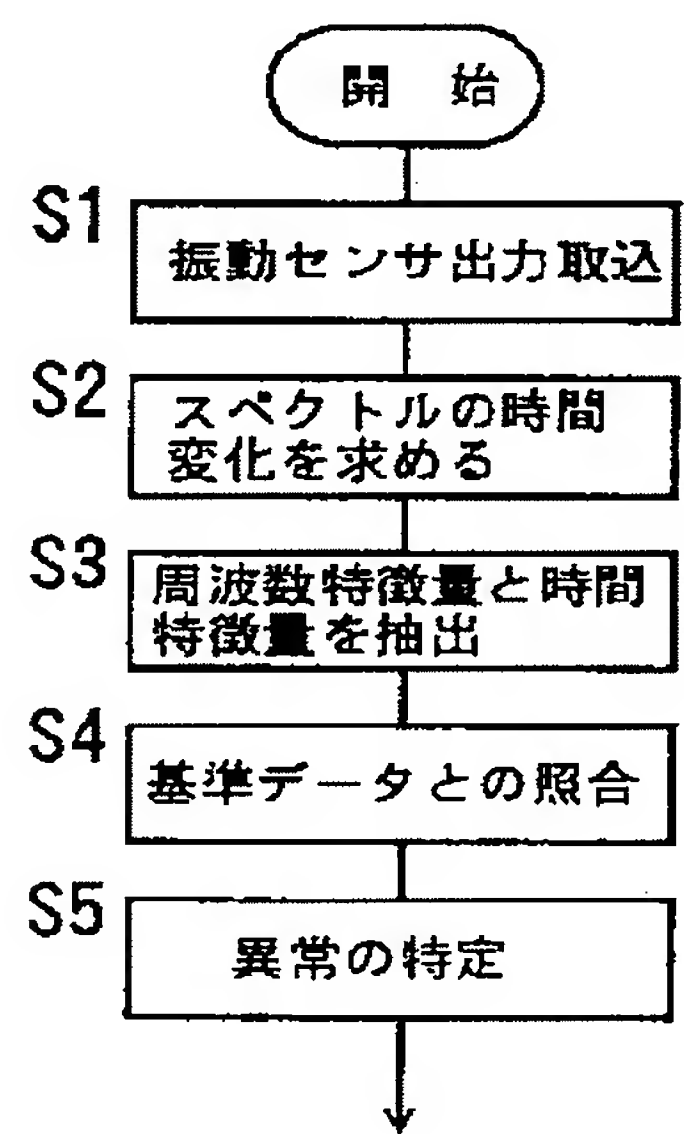 開 始
S1
振動センサ出力取込
S2
スペクトルの時間
変化を求める
S3
周波数特徴量と時間
特徴量を抽出
S4
基準データとの照合
S5
異常の特定